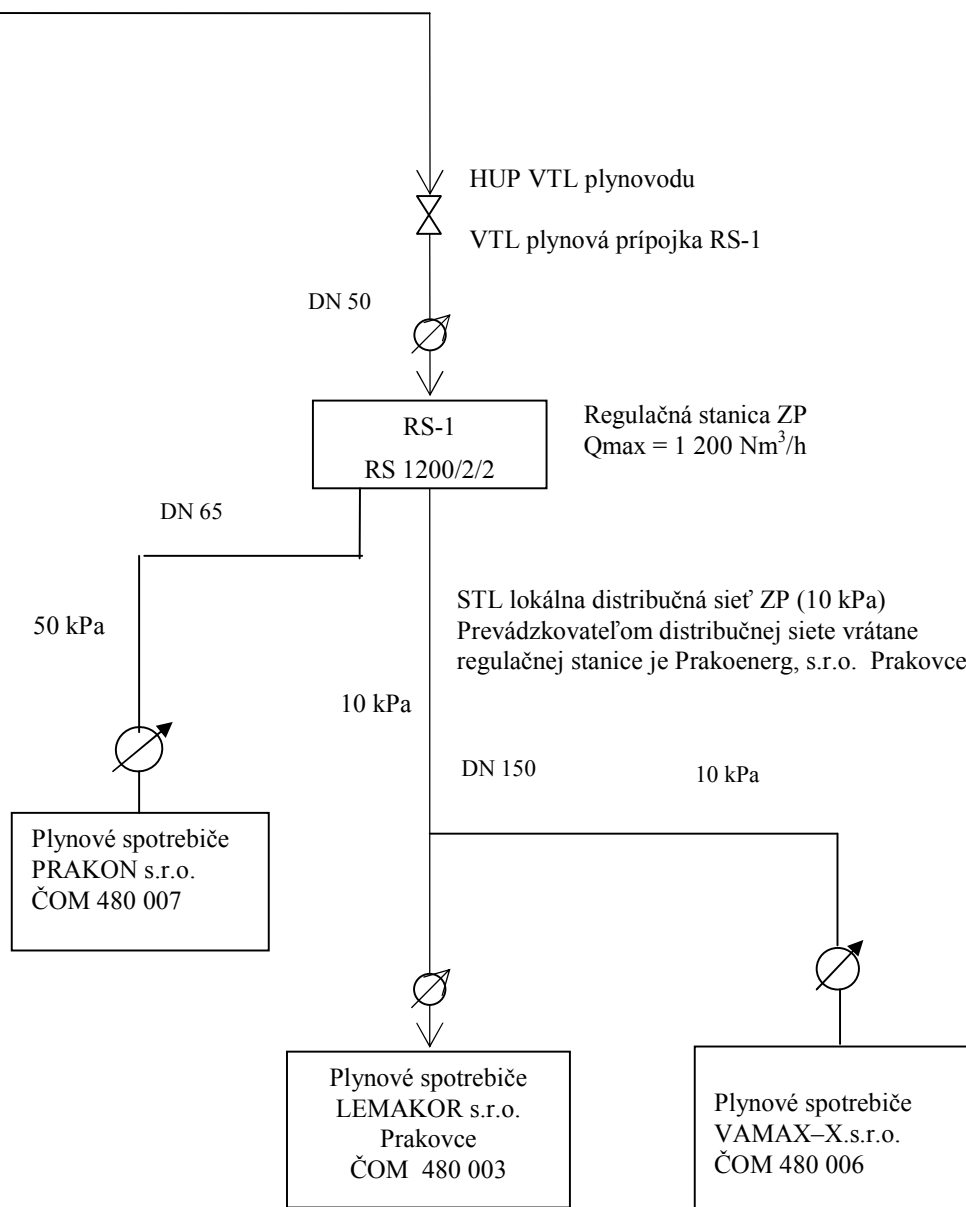 HUP VTL plynovodu
VTL plynová prípojka RS-1
DN 50
RS-1
RS 1200/2/2
Regulačná stanica ZP
Qmax = 1 200 Nm³/h
DN 65
50 kPa
STL lokálna distribučná sieť ZP (10 kPa)
Prevádzkovateľom distribučnej siete vrátane
regulačnej stanice je Prakoenerg, s.r.o. Prakovce
10 kPa
DN 150
10 kPa
Plynové spotrebiče
PRAKON s.r.o.
ČOM 480 007
Plynové spotrebiče
LEMAKOR s.r.o.
Prakovce
ČOM 480 003
Plynové spotrebiče
VAMAX–X.s.r.o.
ČOM 480 006